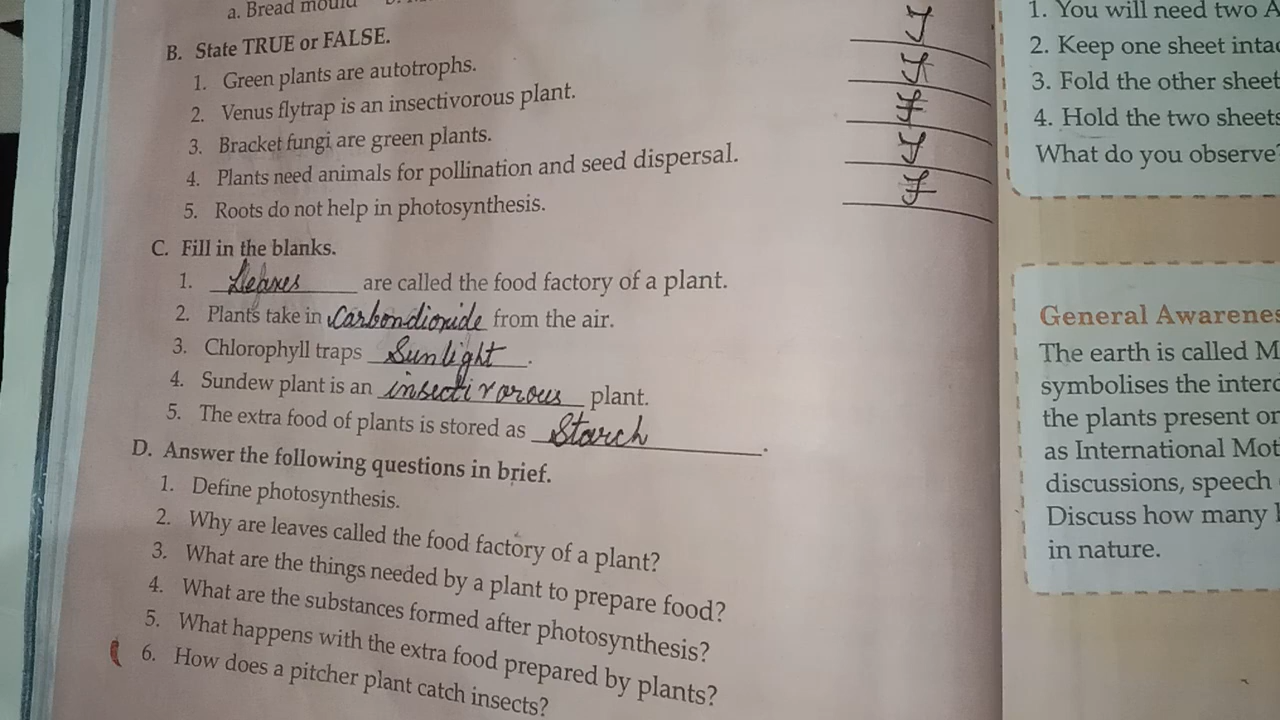 a. Bread mould
B. State TRUE or FALSE.
1. Green plants are autotrophs. T
2. Venus flytrap is an insectivorous plant.
3. Bracket fungi are green plants. F
4. Plants need animals for pollination and seed dispersal. T
5. Roots do not help in photosynthesis. F
C. Fill in the blanks.
1. Leaves are called the food factory of a plant.
2. Plants take in Carbondioxide from the air.
3. Chlorophyll traps Sunlight.
4. Sundew plant is an insectivorous plant.
5. The extra food of plants is stored as Starch.
D. Answer the following questions in brief.
1. Define photosynthesis.
2. Why are leaves called the food factory of a plant?
3. What are the things needed by a plant to prepare food?
4. What are the substances formed after photosynthesis?
5. What happens with the extra food prepared by plants?
6. How does a pitcher plant catch insects?
1. You will need two A
2. Keep one sheet intac
3. Fold the other sheet
4. Hold the two sheets
What do you observe?
General Awarenes
The earth is called M
symbolises the interd
the plants present on
as International Mot
discussions, speech
Discuss how many
in nature.